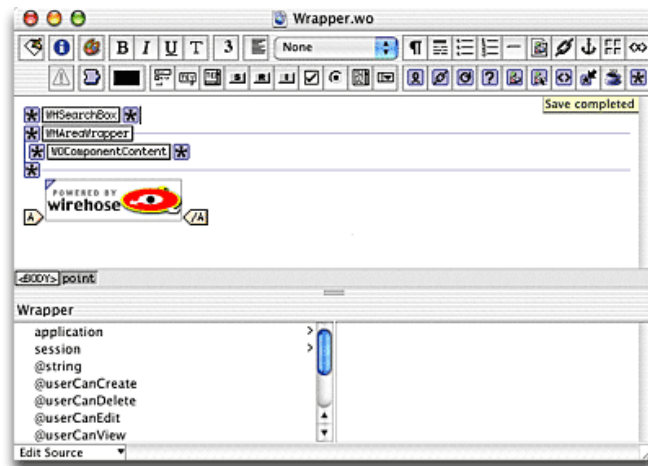 Wrapper.wo
B I U T 3 None
Save completed
WHSearchBox
WHAreaWrapper
WOComponentContent
POWERED BY
wirehose
A /A
<BODY> point
Wrapper
application >
session >
@string
@userCanCreate
@userCanDelete
@userCanEdit
@userCanView
Edit Source